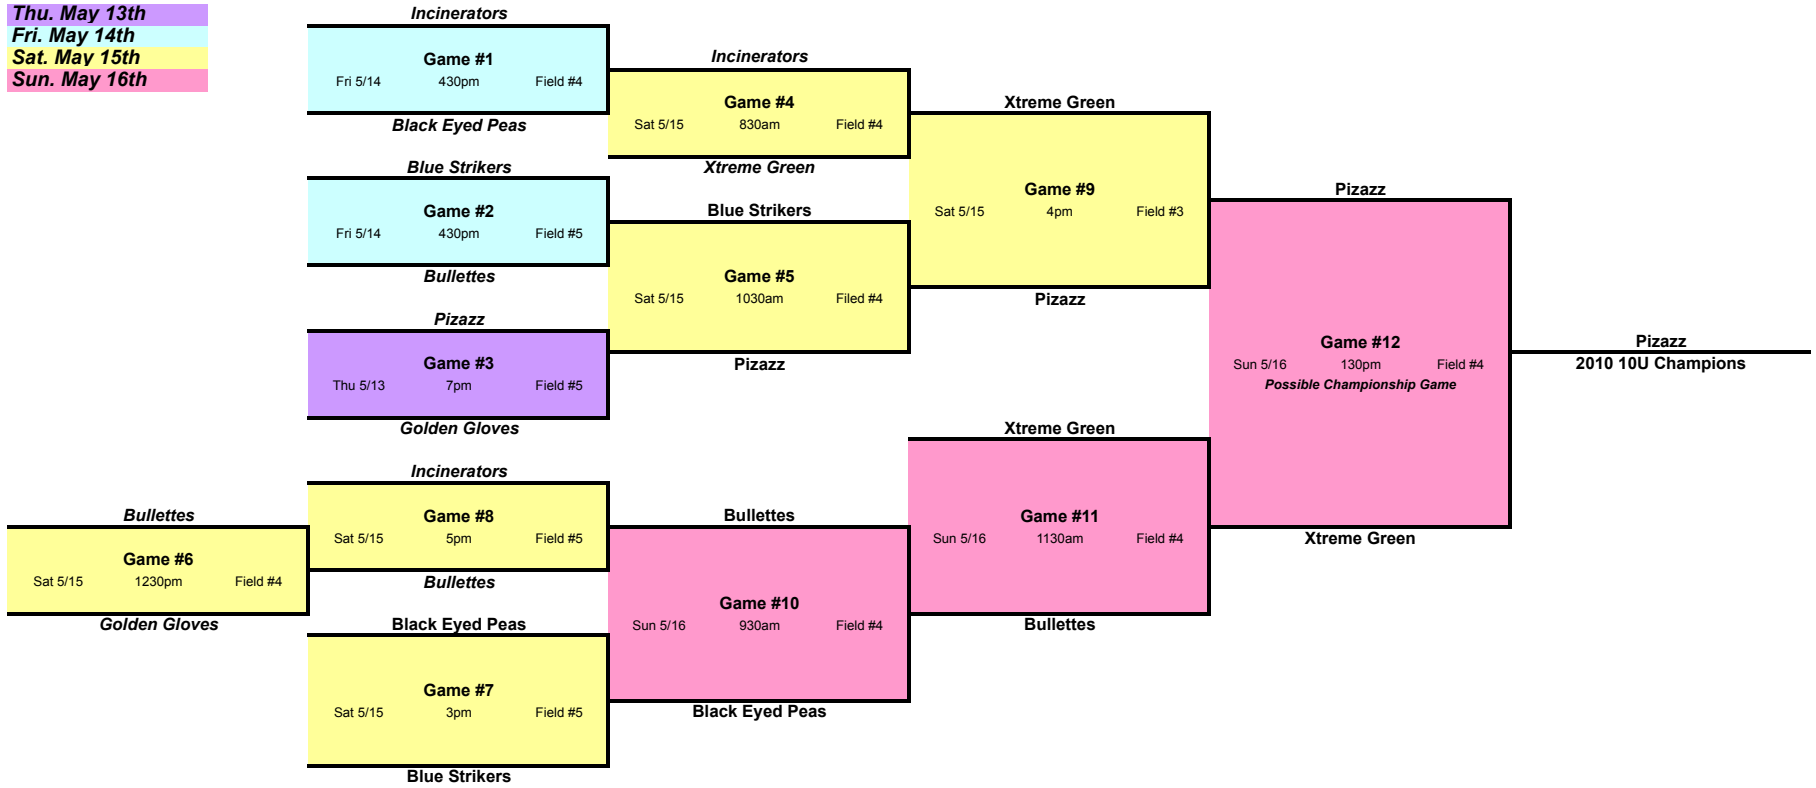 Thu. May 13th
Fri. May 14th
Sat. May 15th
Sun. May 16th
Incinerators
Game #1
Fri 5/14 430pm Field #4
Black Eyed Peas
Blue Strikers
Game #2
Fri 5/14 430pm Field #5
Bullettes
Pizazz
Game #3
Thu 5/13 7pm Field #5
Golden Gloves
Incinerators
Game #4
Sat 5/15 830am Field #4
Xtreme Green
Blue Strikers
Game #5
Sat 5/15 1030am Filed #4
Pizazz
Xtreme Green
Game #9
Sat 5/15 4pm Field #3
Pizazz
Pizazz
Game #12
Sun 5/16 130pm Field #4
Possible Championship Game
Xtreme Green
Pizazz
2010 10U Champions
Bullettes
Game #6
Sat 5/15 1230pm Field #4
Golden Gloves
Incinerators
Game #8
Sat 5/15 5pm Field #5
Bullettes
Black Eyed Peas
Game #7
Sat 5/15 3pm Field #5
Blue Strikers
Bullettes
Game #10
Sun 5/16 930am Field #4
Black Eyed Peas
Xtreme Green
Game #11
Sun 5/16 1130am Field #4
Bullettes